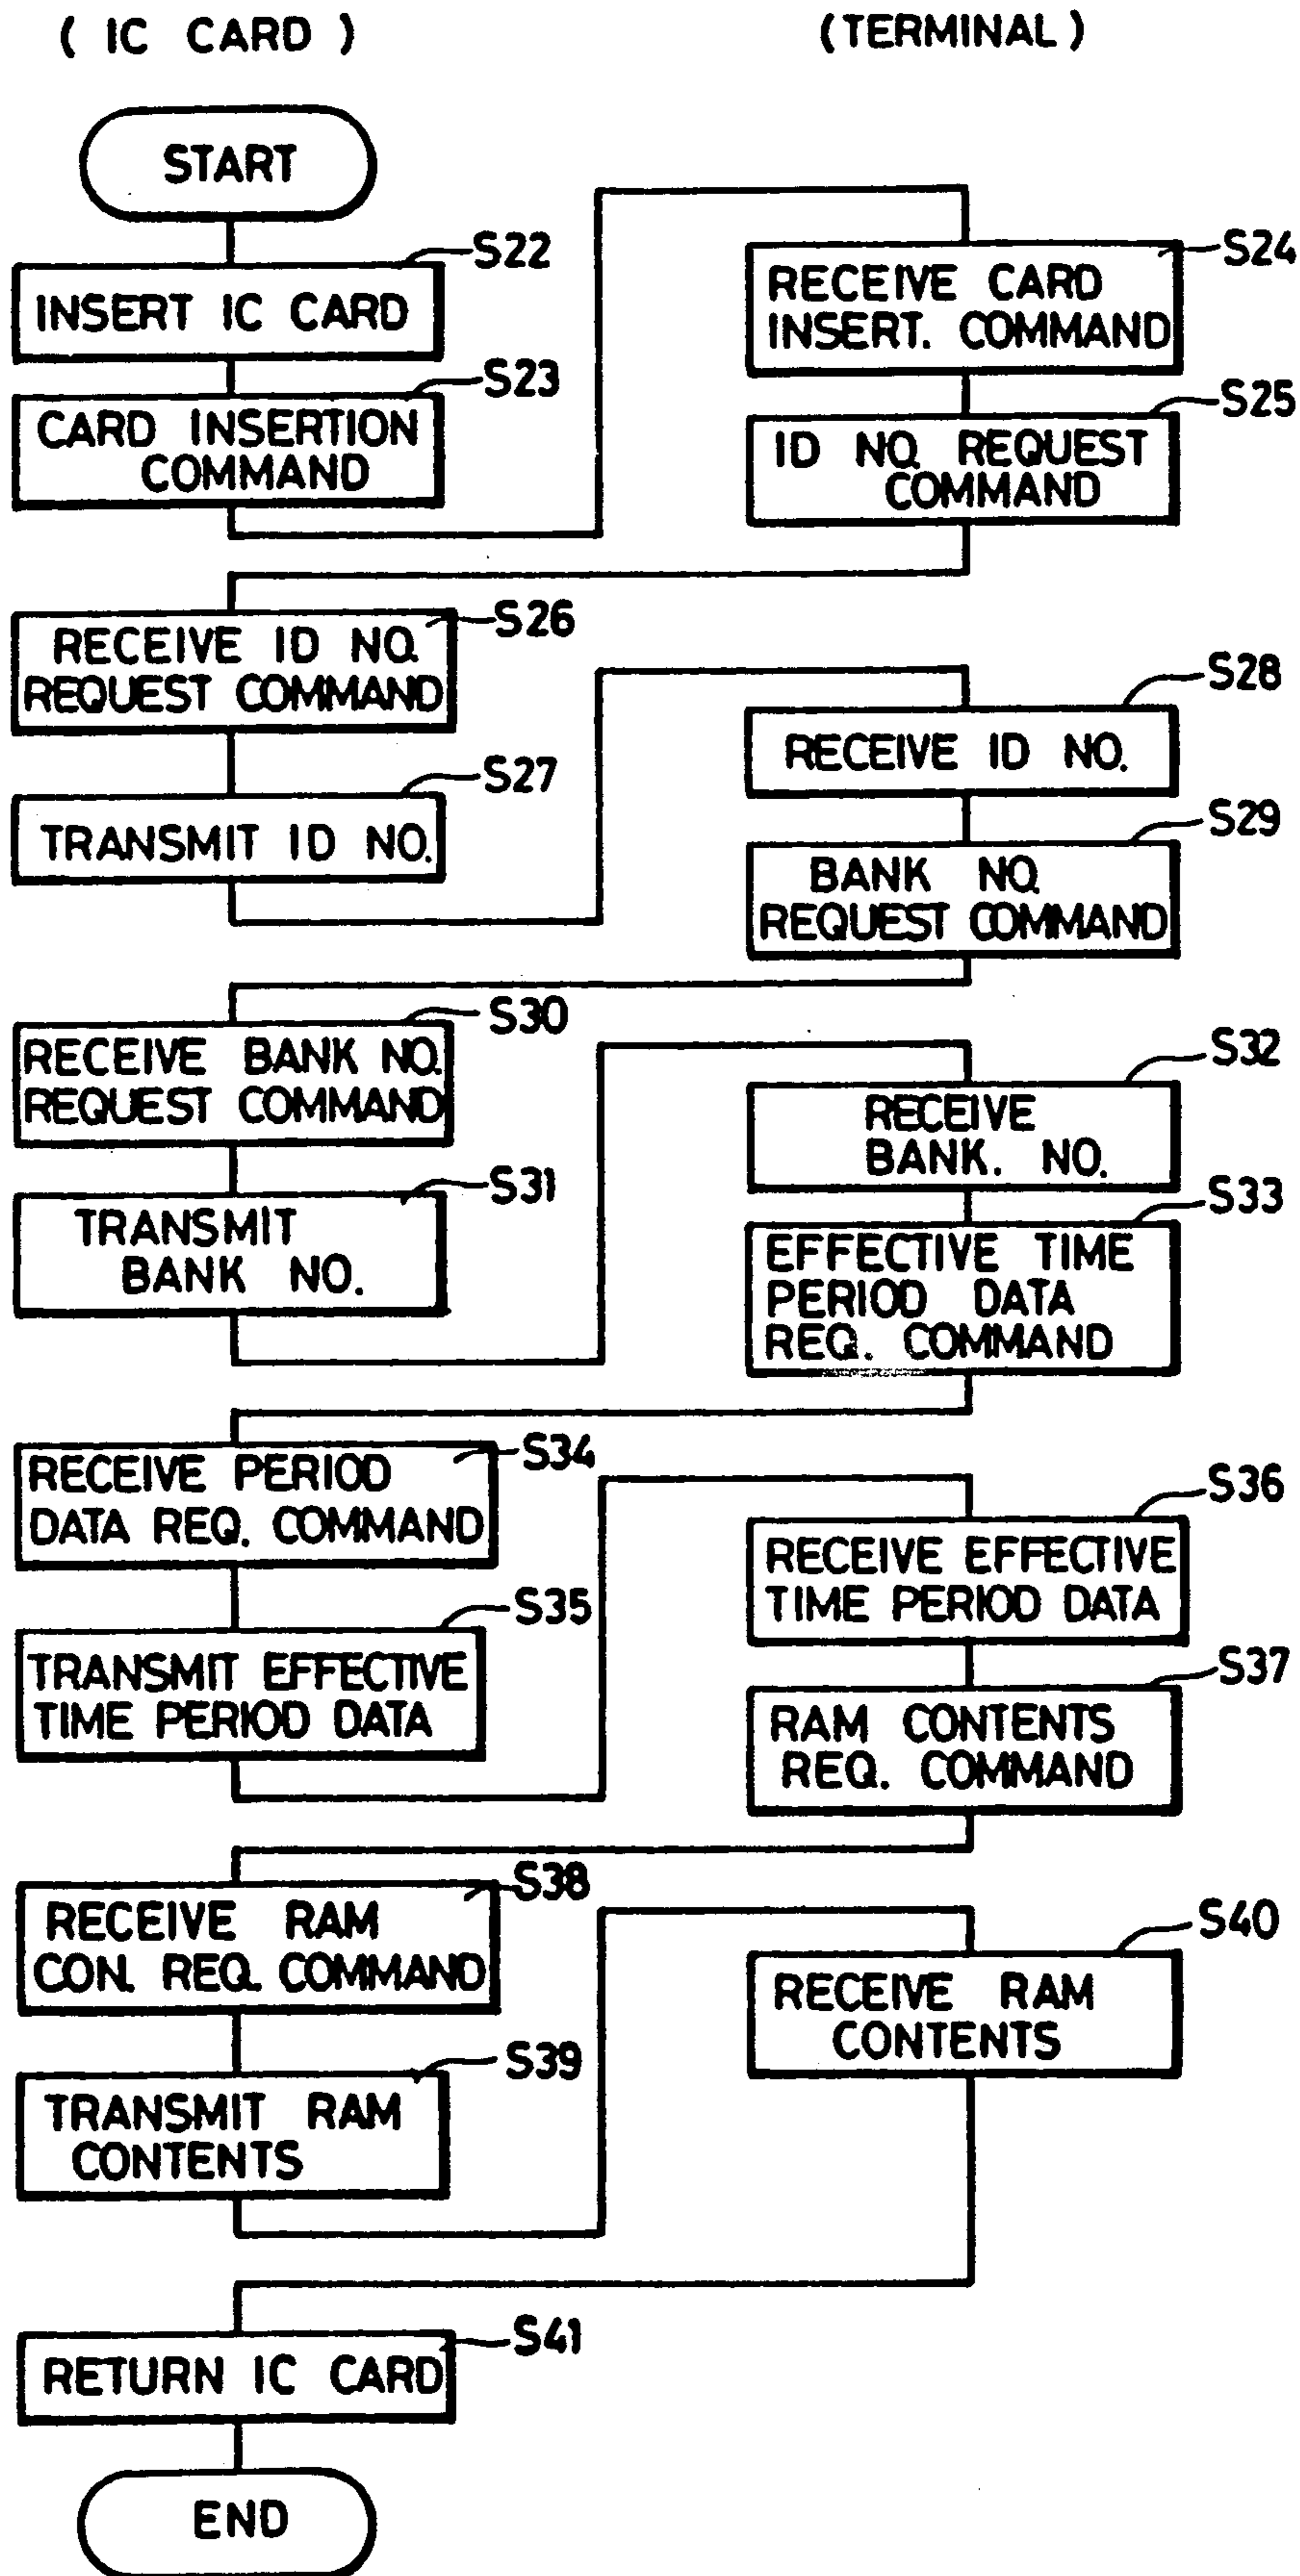 ( IC CARD )
(TERMINAL)
START
S22
INSERT IC CARD
S23
CARD INSERTION
COMMAND
S24
RECEIVE CARD
INSERT. COMMAND
S25
ID NO. REQUEST
COMMAND
S26
RECEIVE ID NO.
REQUEST COMMAND
S27
TRANSMIT ID NO.
S28
RECEIVE ID NO.
S29
BANK NO.
REQUEST COMMAND
S30
RECEIVE BANK NO.
REQUEST COMMAND
S31
TRANSMIT
BANK NO.
S32
RECEIVE
BANK. NO.
S33
EFFECTIVE TIME
PERIOD DATA
REQ. COMMAND
S34
RECEIVE PERIOD
DATA REQ. COMMAND
S35
TRANSMIT EFFECTIVE
TIME PERIOD DATA
S36
RECEIVE EFFECTIVE
TIME PERIOD DATA
S37
RAM CONTENTS
REQ. COMMAND
S38
RECEIVE RAM
CON. REQ. COMMAND
S39
TRANSMIT RAM
CONTENTS
S40
RECEIVE RAM
CONTENTS
S41
RETURN IC CARD
END